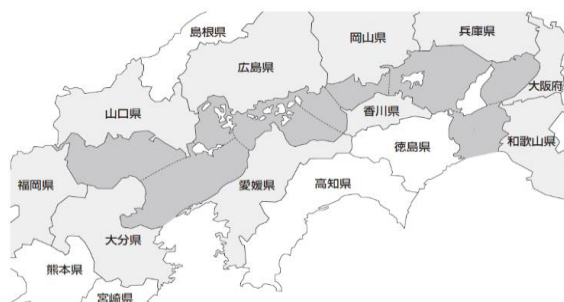 島根県
岡山県
兵庫県
広島県
大阪府
山口県
香川県
和歌山県
徳島県
福岡県
愛媛県
高知県
大分県
熊本県
宮崎県